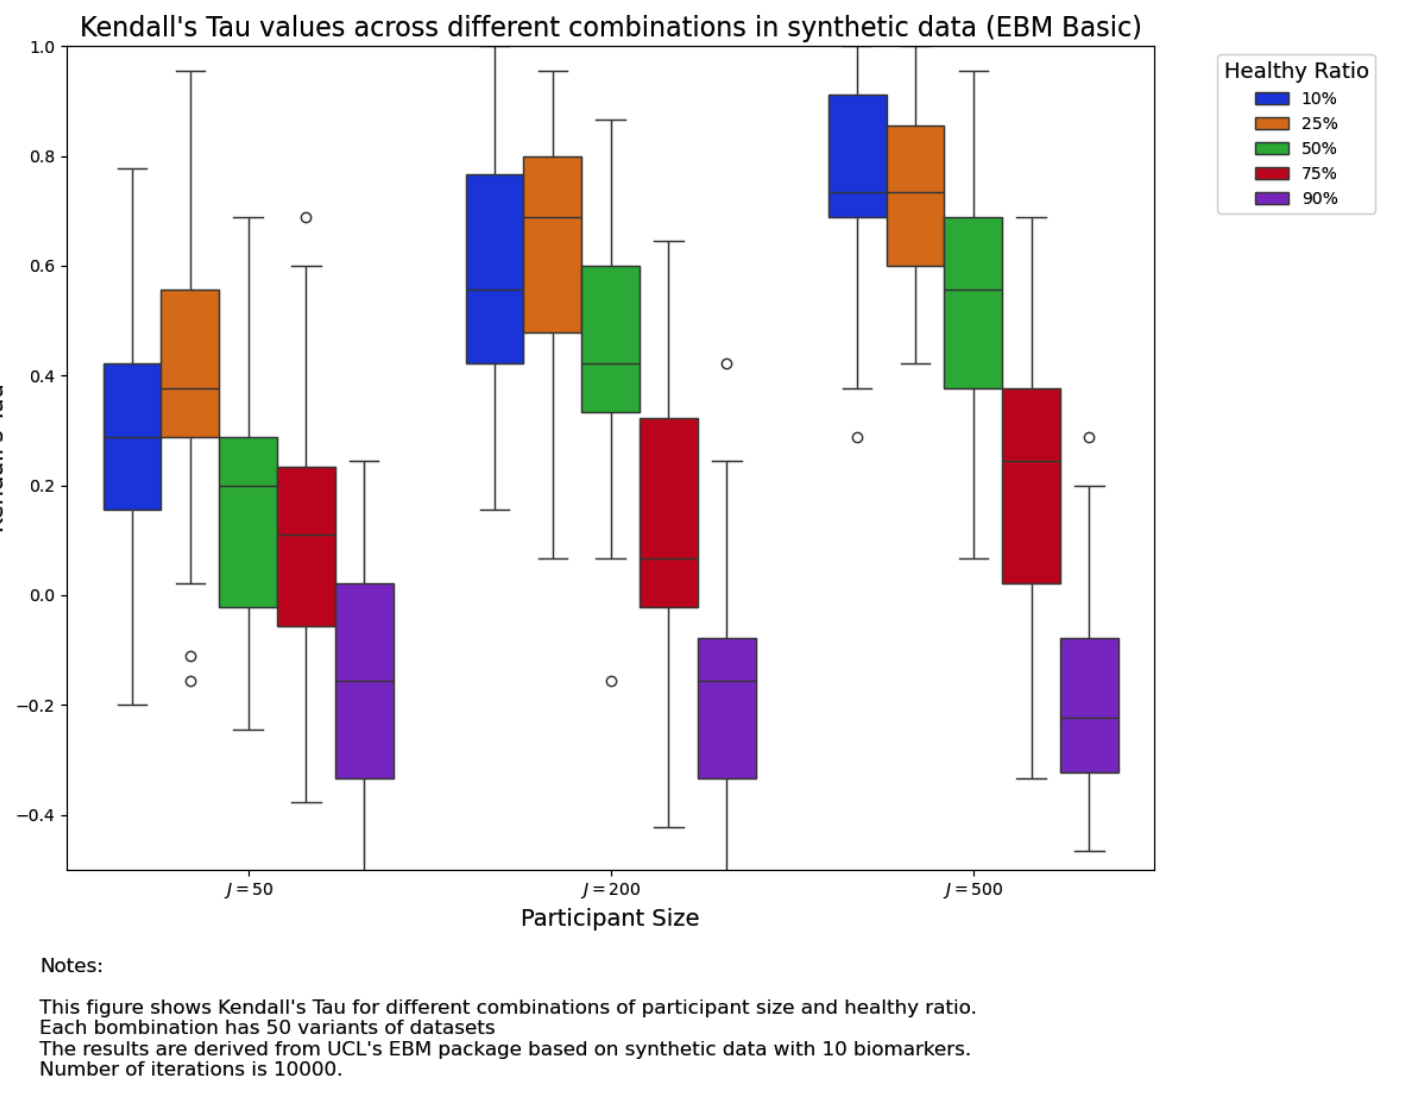 Kendall's Tau values across different combinations in synthetic data (EBM Basic)
1.0
0.8
0.6
0.4
0.2
0.0
−0.2
−0.4
J = 50
J = 200
J = 500
Participant Size
Healthy Ratio
10%
25%
50%
75%
90%
Notes:
This figure shows Kendall's Tau for different combinations of participant size and healthy ratio.
Each bombination has 50 variants of datasets
The results are derived from UCL's EBM package based on synthetic data with 10 biomarkers.
Number of iterations is 10000.